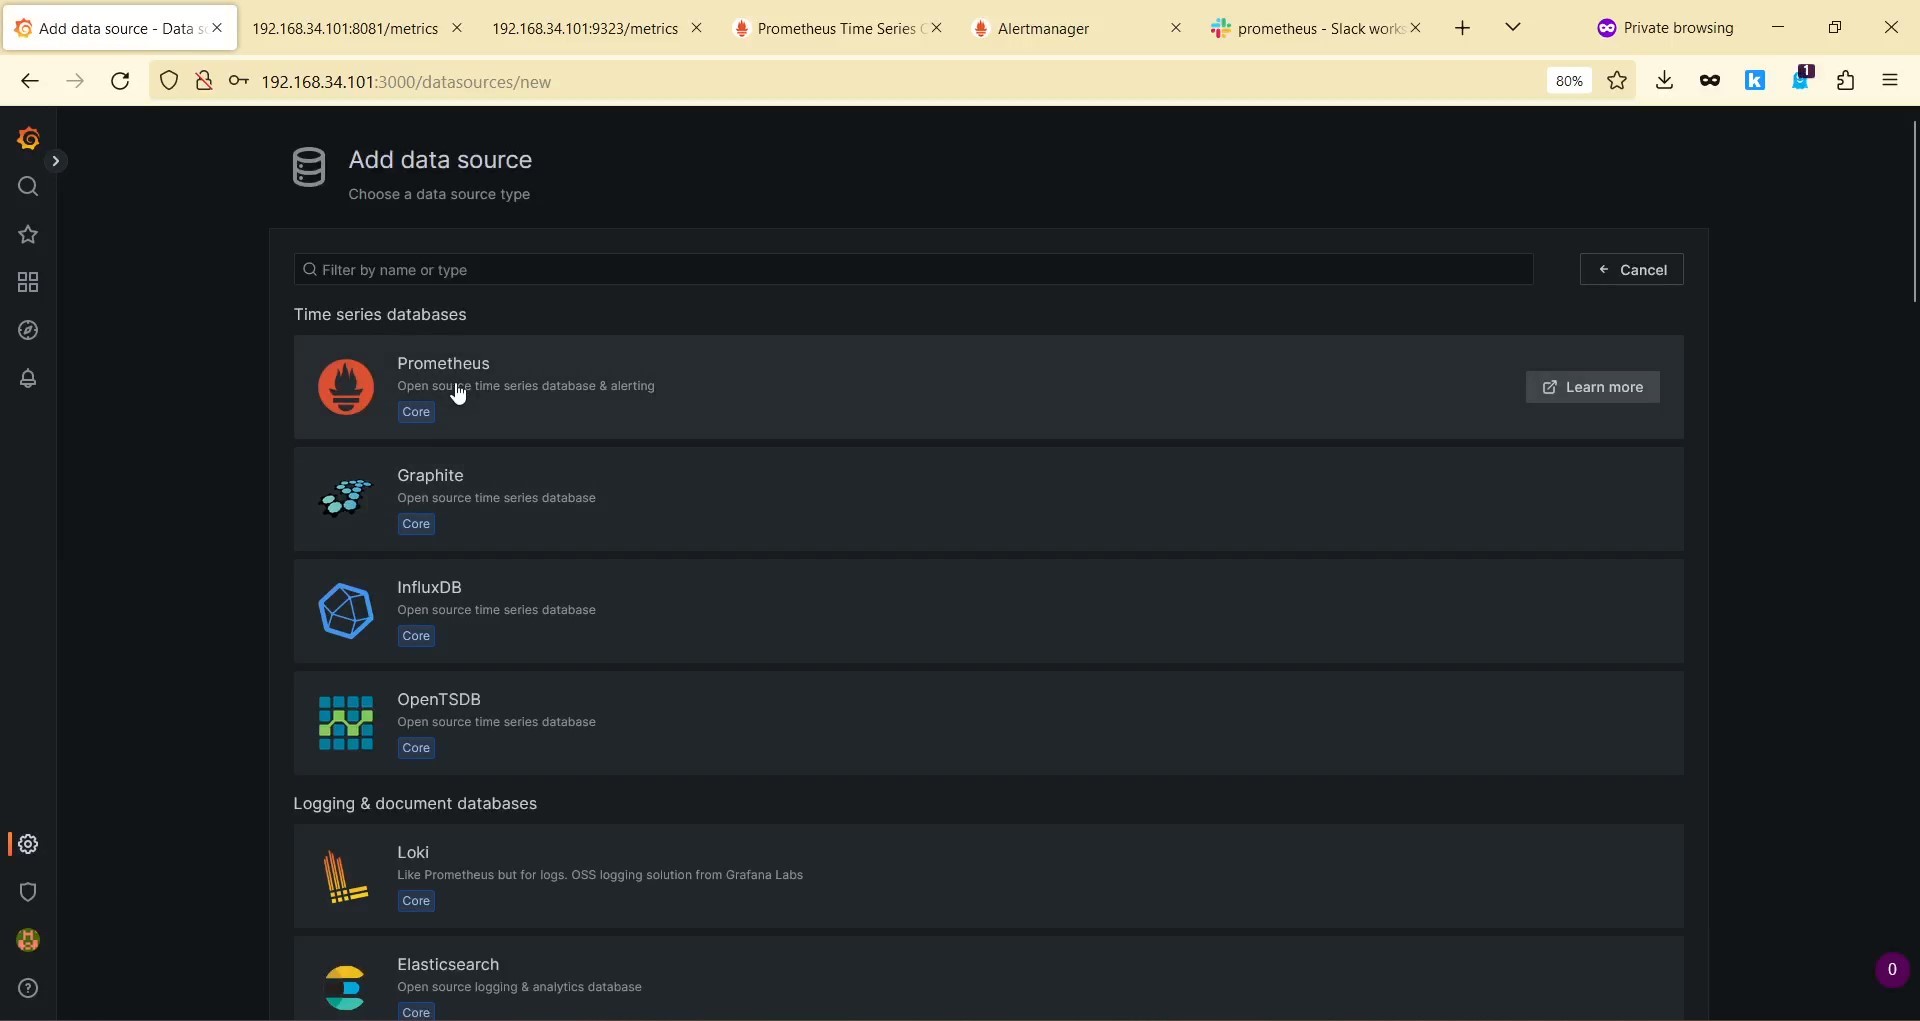 Add data source - Data s
192.168.34.101:8081/metrics
192.168.34.101:9323/metrics
Prometheus Time Series C
Alertmanager
prometheus - Slack works
Private browsing
192.168.34.101:3000/datasources/new
80%
1
Add data source
Choose a data source type
Filter by name or type
Cancel
Time series databases
Prometheus
Open source time series database & alerting
Core
Learn more
Graphite
Open source time series database
Core
InfluxDB
Open source time series database
Core
OpenTSDB
Open source time series database
Core
Logging & document databases
Loki
Like Prometheus but for logs. OSS logging solution from Grafana Labs
Core
Elasticsearch
Open source logging & analytics database
Core
0